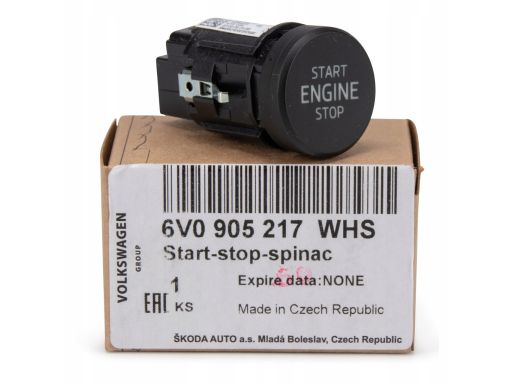 START
ENGINE
STOP
VOLKSWAGEN
GROUP
6V0 905 217 WHS
Start-stop-spinac
1
KS
EAC
Expire data:NONE
Made in Czech Republic
ŠKODA AUTO a.s. Mladá Boleslav, Czech Republic